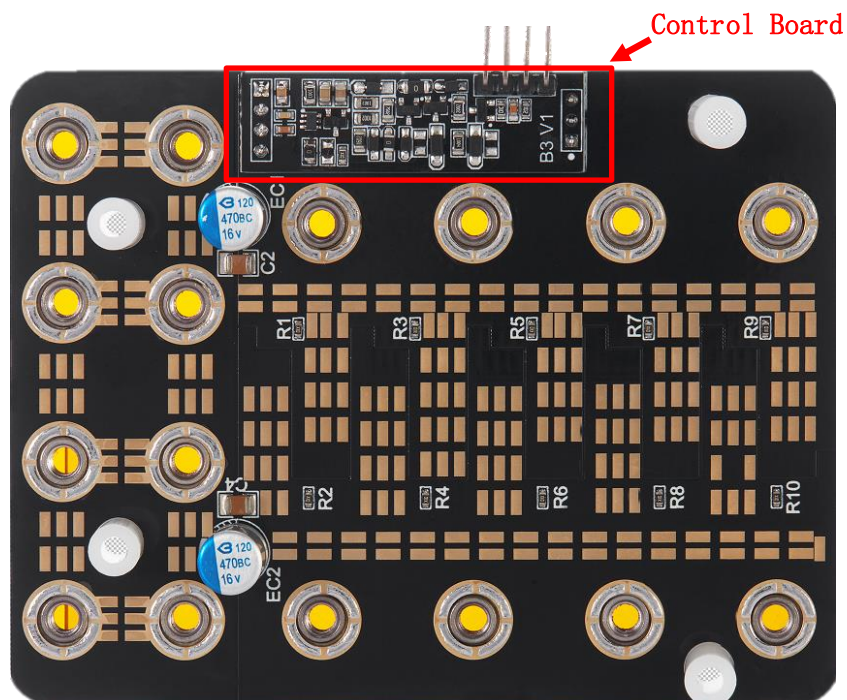 Control Board
B3 V1
EC1
120
470BC
16v
C2
R1
R3
R5
R7
R9
R2
R4
R6
R8
R10
C4
120
470BC
16v
EC2